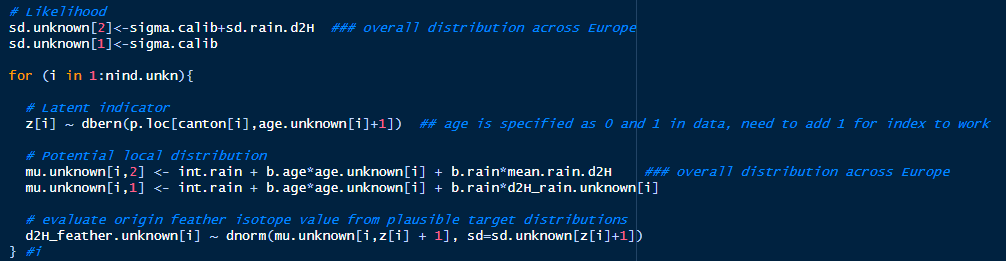 # Likelihood
sd.unknown[2]<-sigma.calib+sd.rain.d2H  ### overall distribution across Europe
sd.unknown[1]<-sigma.calib
for (i in 1:nind.unkn){
# Latent indicator
z[i] ~ dbern(p.loc[canton[i],age.unknown[i]+1])  ## age is specified as 0 and 1 in data, need to add 1 for index to work
# Potential local distribution
mu.unknown[i,2] <- int.rain + b.age*age.unknown[i] + b.rain*mean.rain.d2H    ### overall distribution across Europe
mu.unknown[i,1] <- int.rain + b.age*age.unknown[i] + b.rain*d2H_rain.unknown[i]
# evaluate origin feather isotope value from plausible target distributions
d2H_feather.unknown[i] ~ dnorm(mu.unknown[i,z[i] + 1], sd=sd.unknown[z[i]+1])
} #i